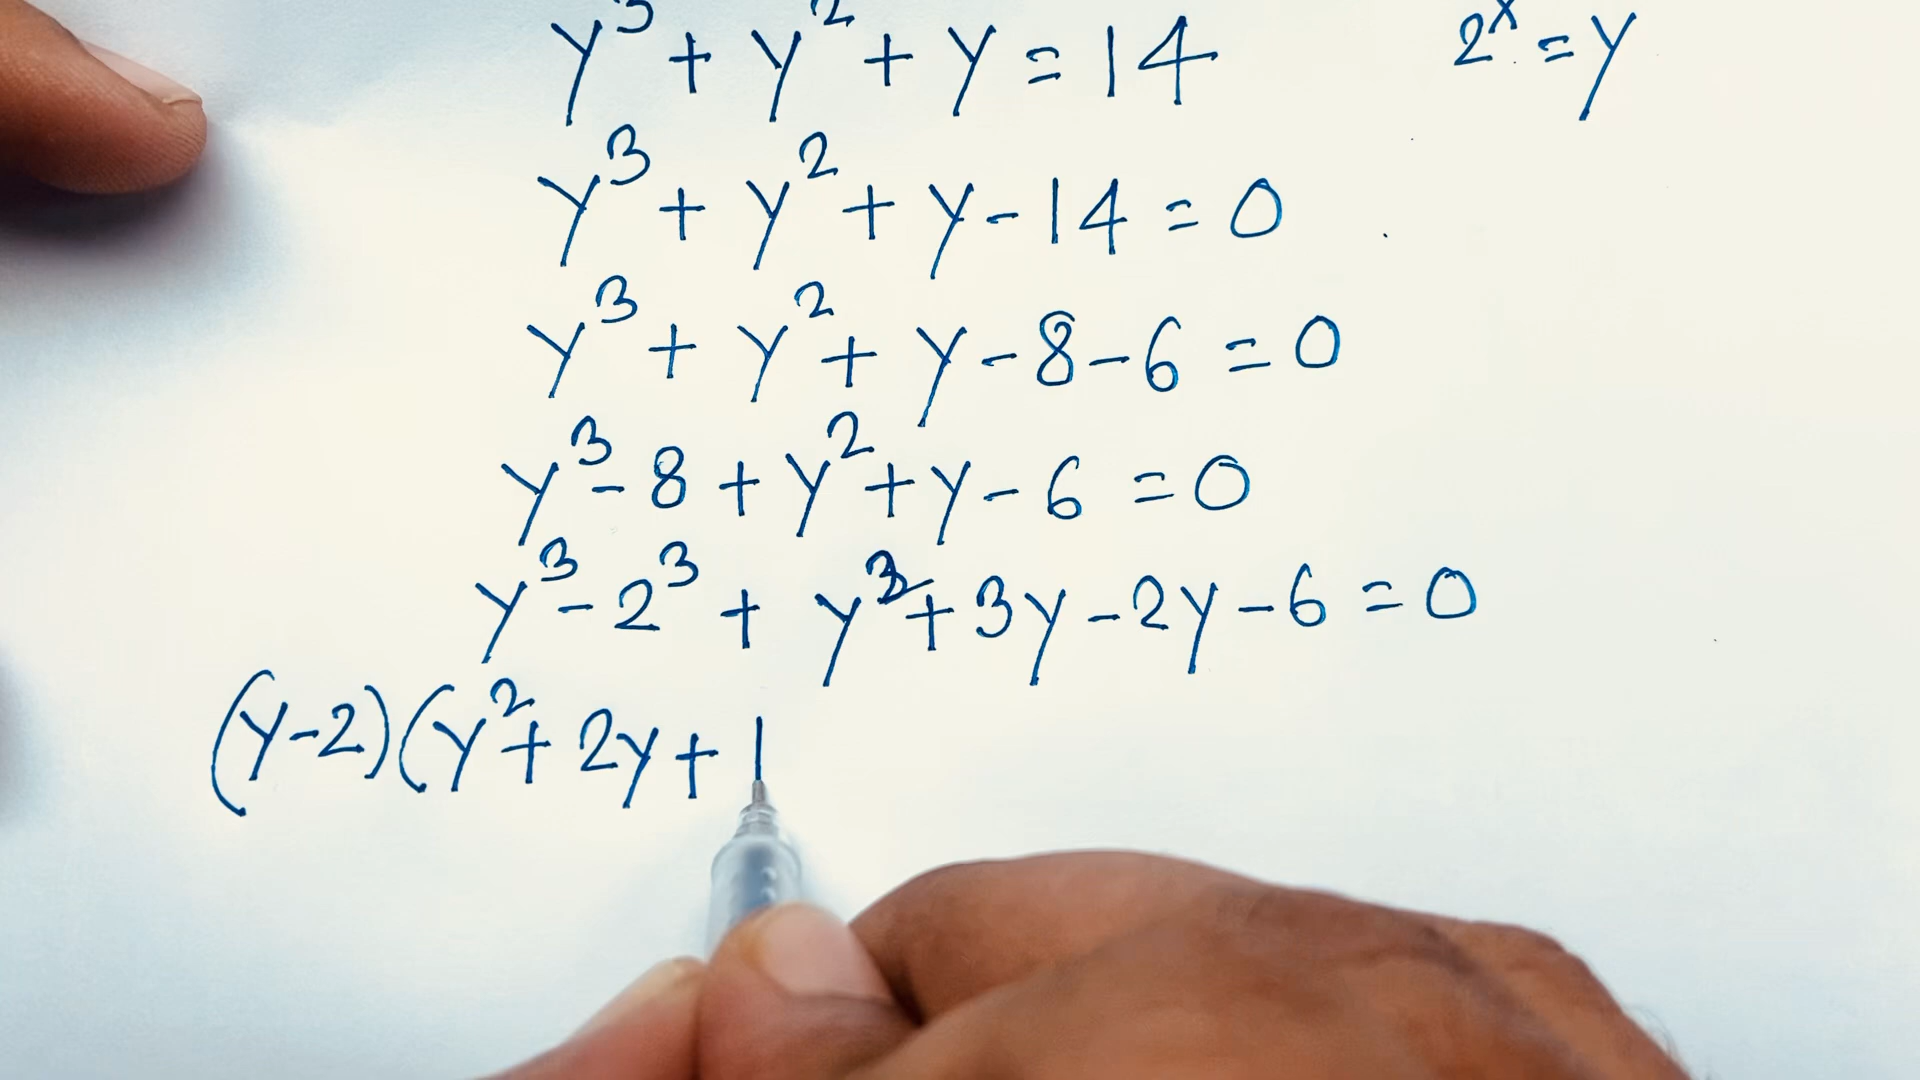 y³ + y² + y = 14    2ˣ = y
y³ + y² + y - 14 = 0
y³ + y² + y - 8 - 6 = 0
y³ - 8 + y² + y - 6 = 0
y³ - 2³ + y² + 3y - 2y - 6 = 0
(y-2)(y² + 2y + 1